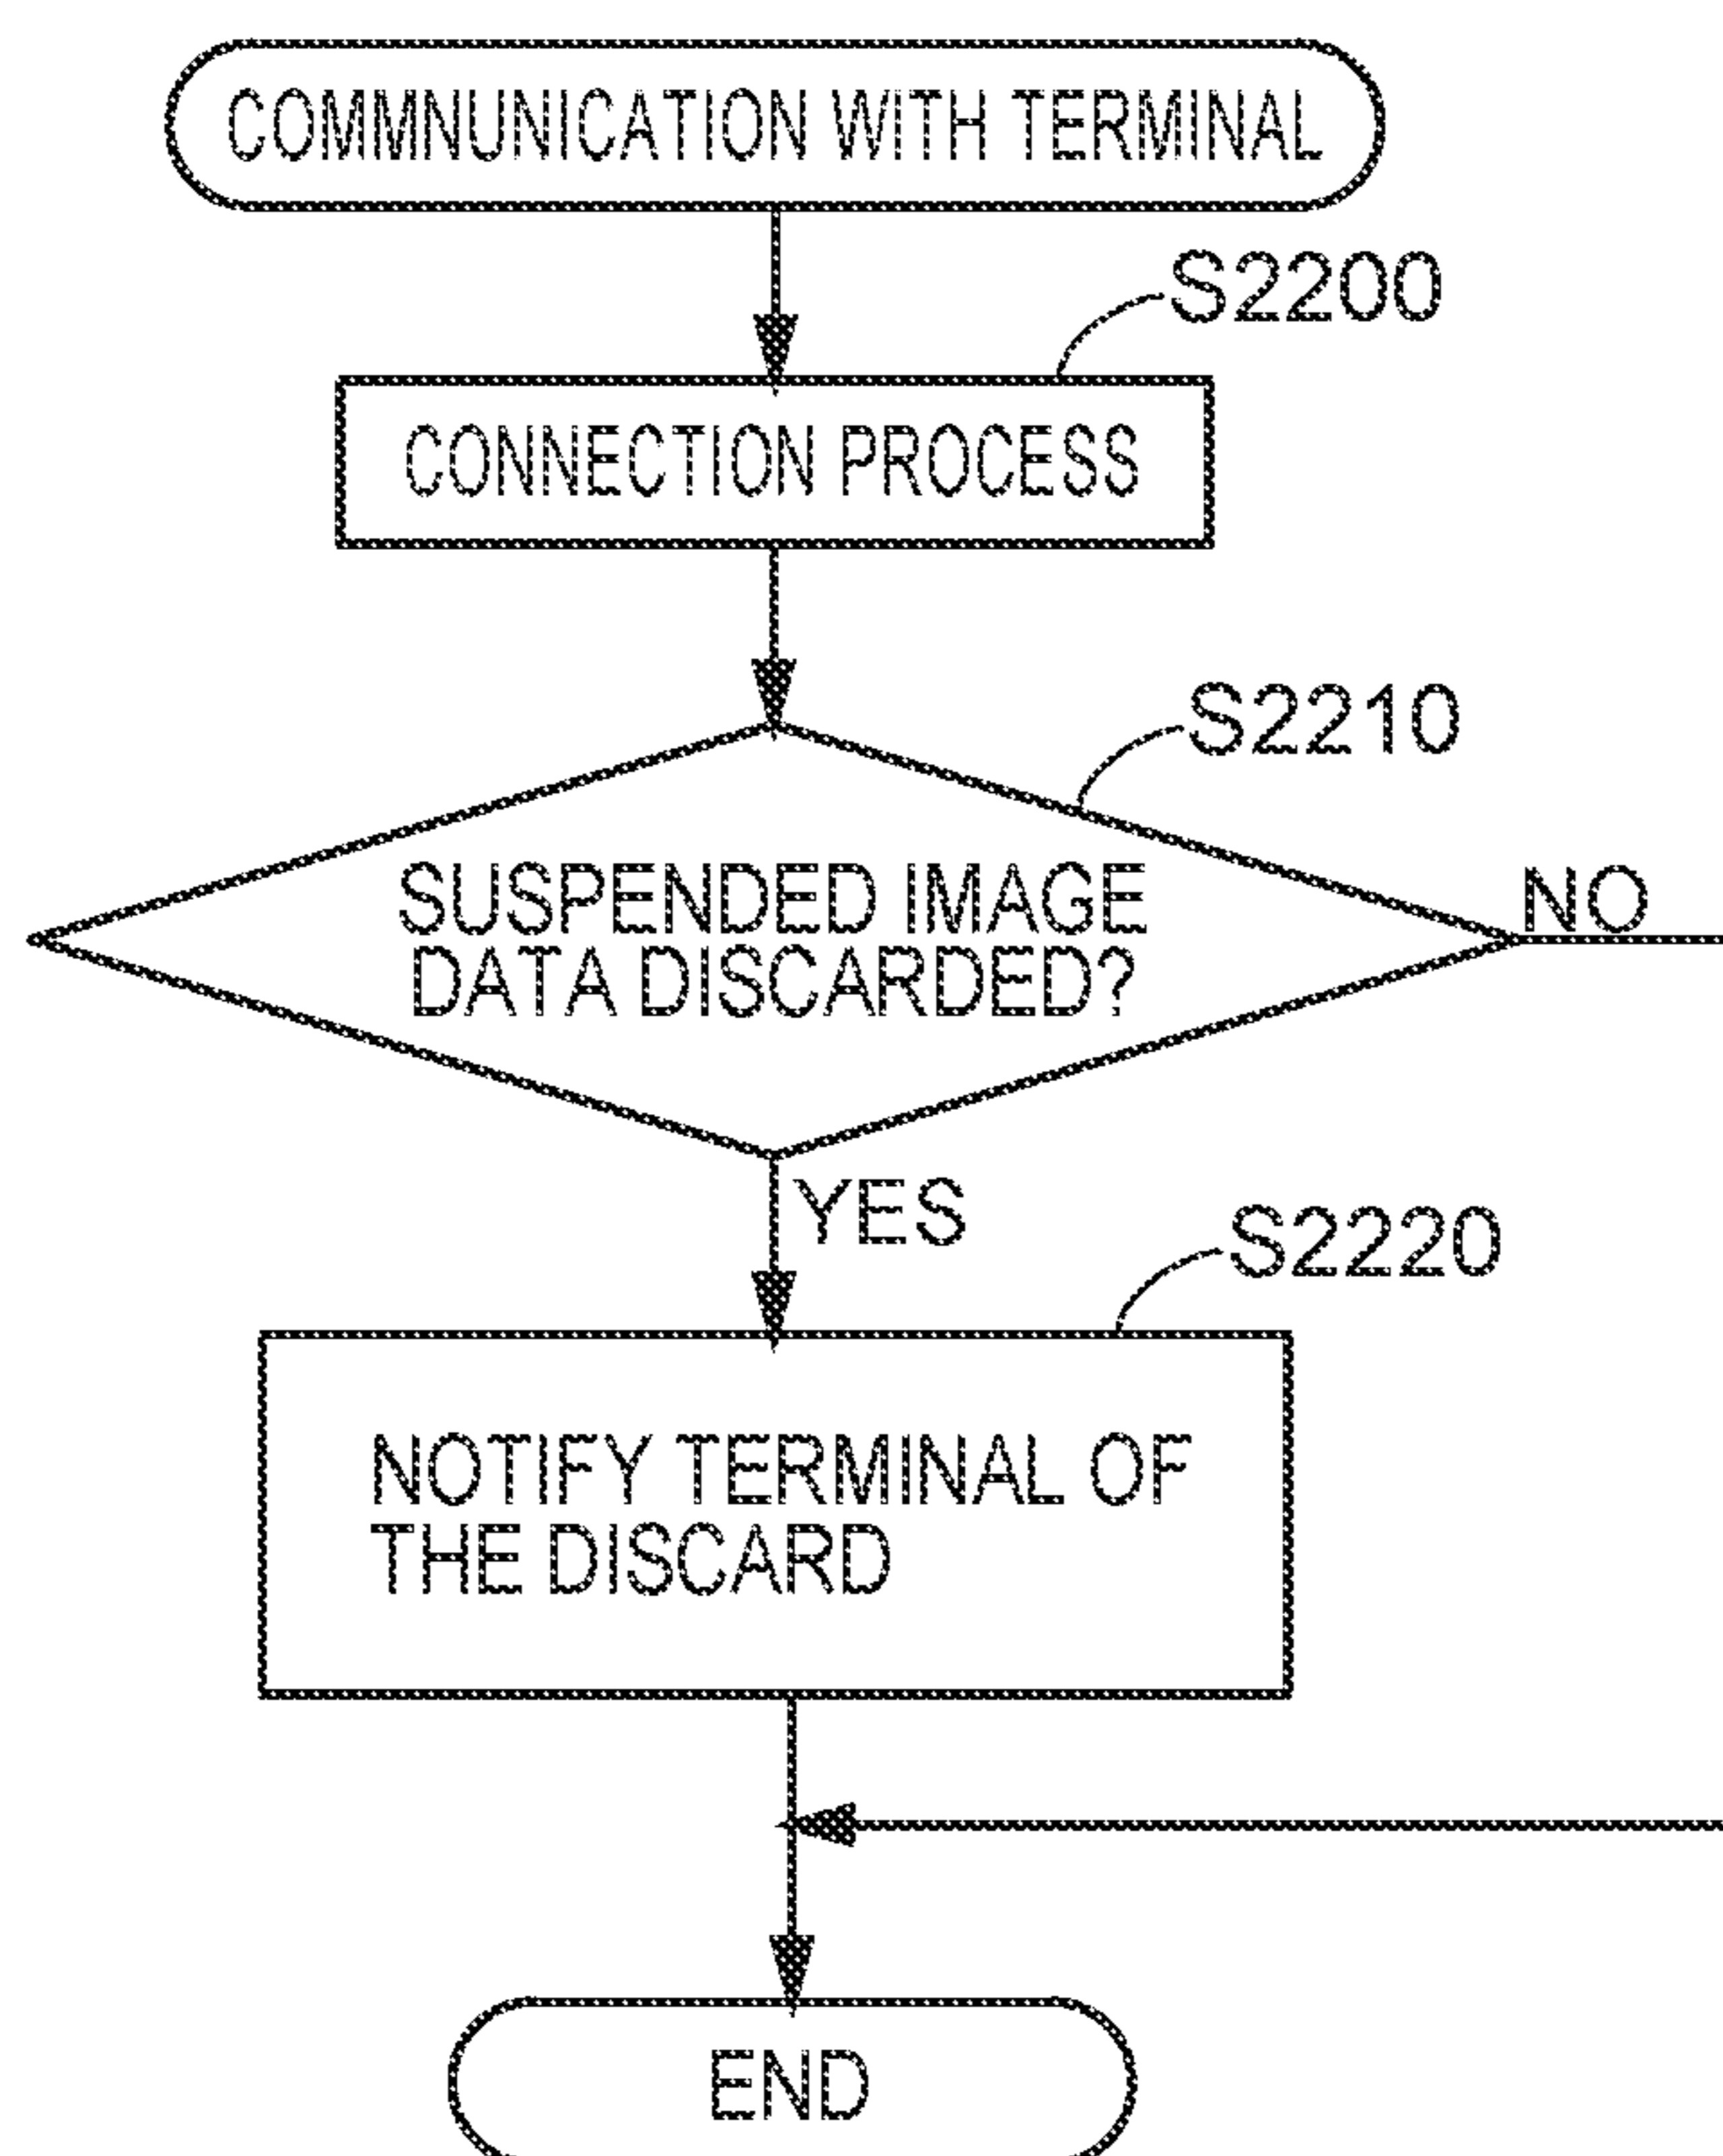 COMMNUNICATION WITH TERMINAL
S2200
CONNECTION PROCESS
S2210
SUSPENDED IMAGE
DATA DISCARDED?
NO
YES
S2220
NOTIFY TERMINAL OF
THE DISCARD
END